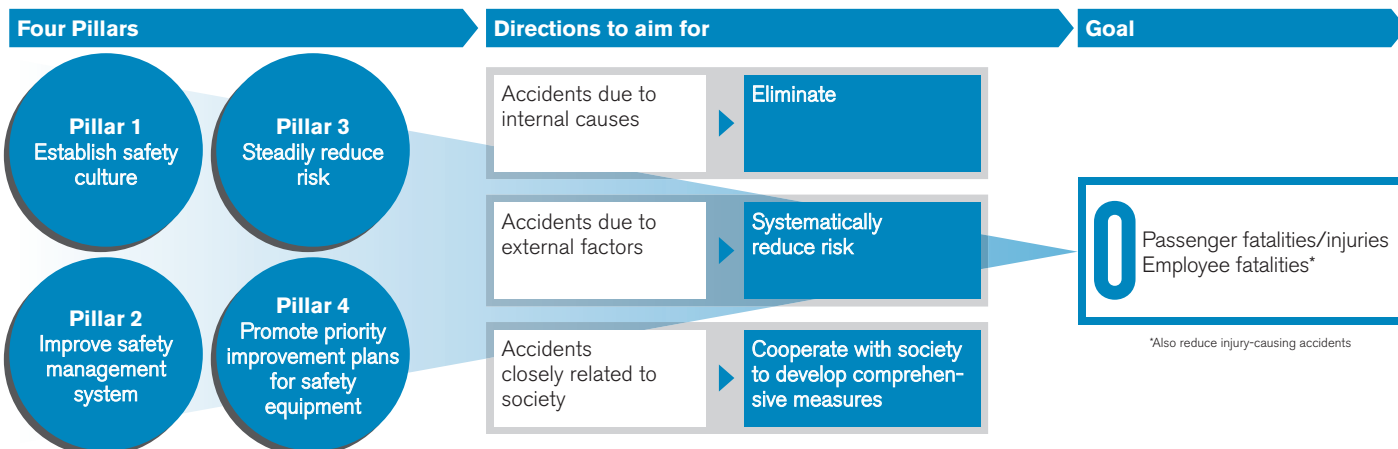 Four Pillars
Directions to aim for
Goal
Pillar 1
Establish safety
culture
Pillar 3
Steadily reduce
risk
Pillar 2
Improve safety
management
system
Pillar 4
Promote priority
improvement plans
for safety
equipment
Accidents due to
internal causes
Eliminate
Accidents due to
external factors
Systematically
reduce risk
Accidents
closely related to
society
Cooperate with society
to develop comprehen-
sive measures
0
Passenger fatalities/injuries
Employee fatalities*
*Also reduce injury-causing accidents